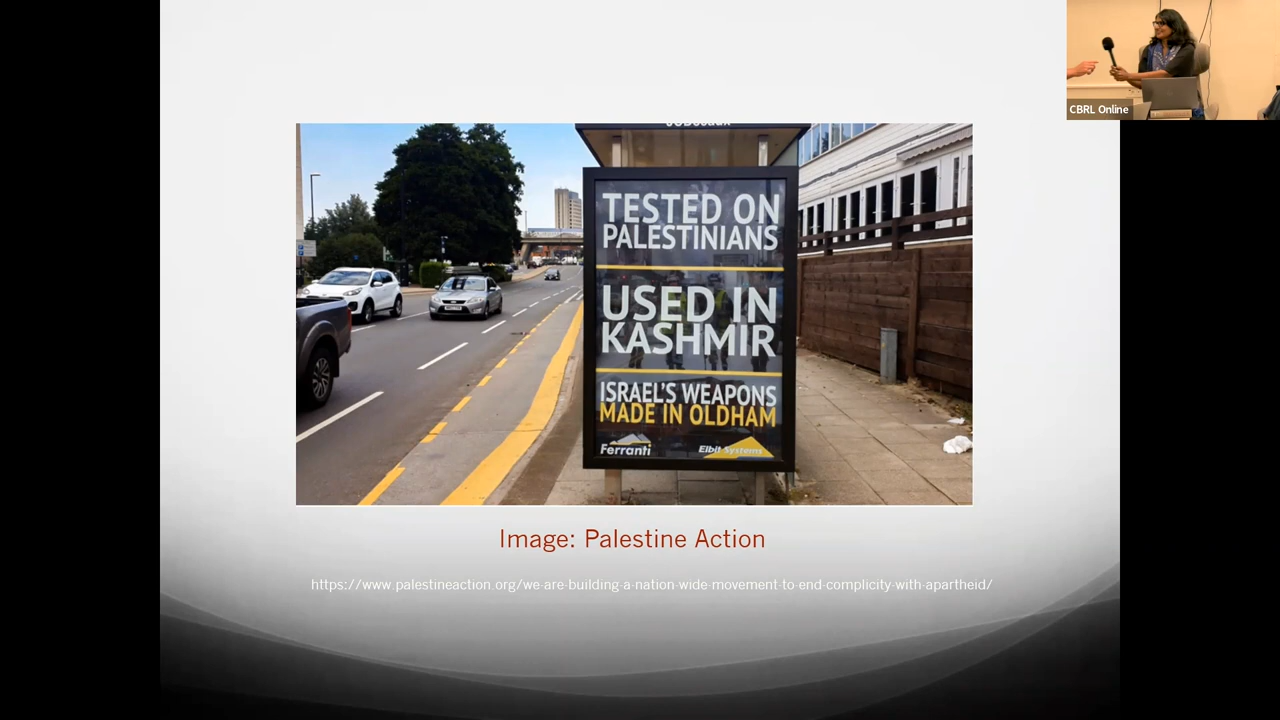 CBRL Online
TESTED ON
PALESTINIANS
USED IN
KASHMIR
ISRAEL'S WEAPONS
MADE IN OLDHAM
Ferranti
Elbit Systems
Image: Palestine Action
https://www.palestineaction.org/we-are-building-a-nation-wide-movement-to-end-complicity-with-apartheid/